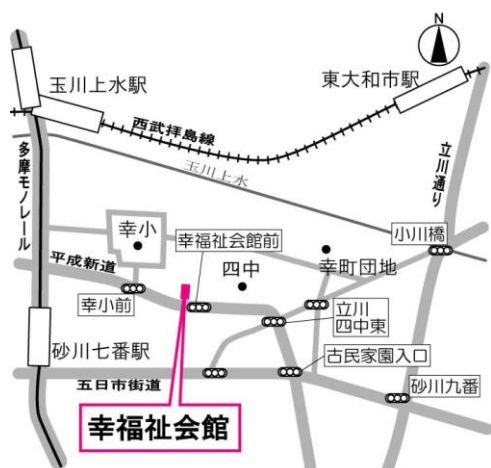 N
玉川上水駅
東大和市駅
西武拝島線
玉川上水
立川通り
多摩モノレール
幸小
幸福祉会館前
小川橋
平成新道
四中
幸町団地
幸小前
立川
四中東
砂川七番駅
古民家園入口
五日市街道
砂川九番
幸福祉会館